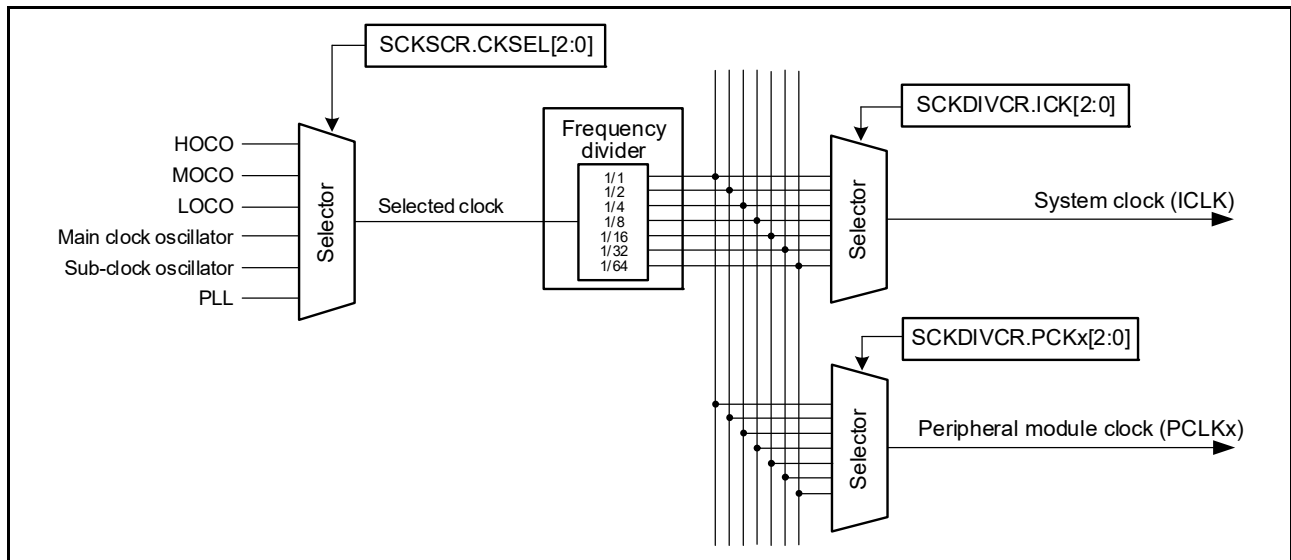 SCKSCR.CKSEL[2:0]
HOCO
MOCO
LOCO
Main clock oscillator
Sub-clock oscillator
PLL
Selector
Selected clock
Frequency
divider
1/1
1/2
1/4
1/8
1/16
1/32
1/64
SCKDIVCR.ICK[2:0]
Selector
System clock (ICLK)
SCKDIVCR.PCKx[2:0]
Selector
Peripheral module clock (PCLKx)